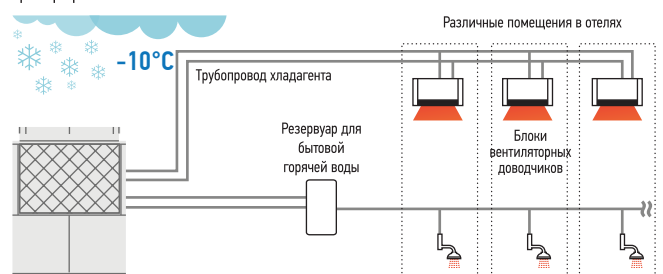 Различные помещения в отелях
-10°C
Трубопровод хладагента
Резервуар для
бытовой
горячей воды
Блоки
вентиляторных
доводчиков